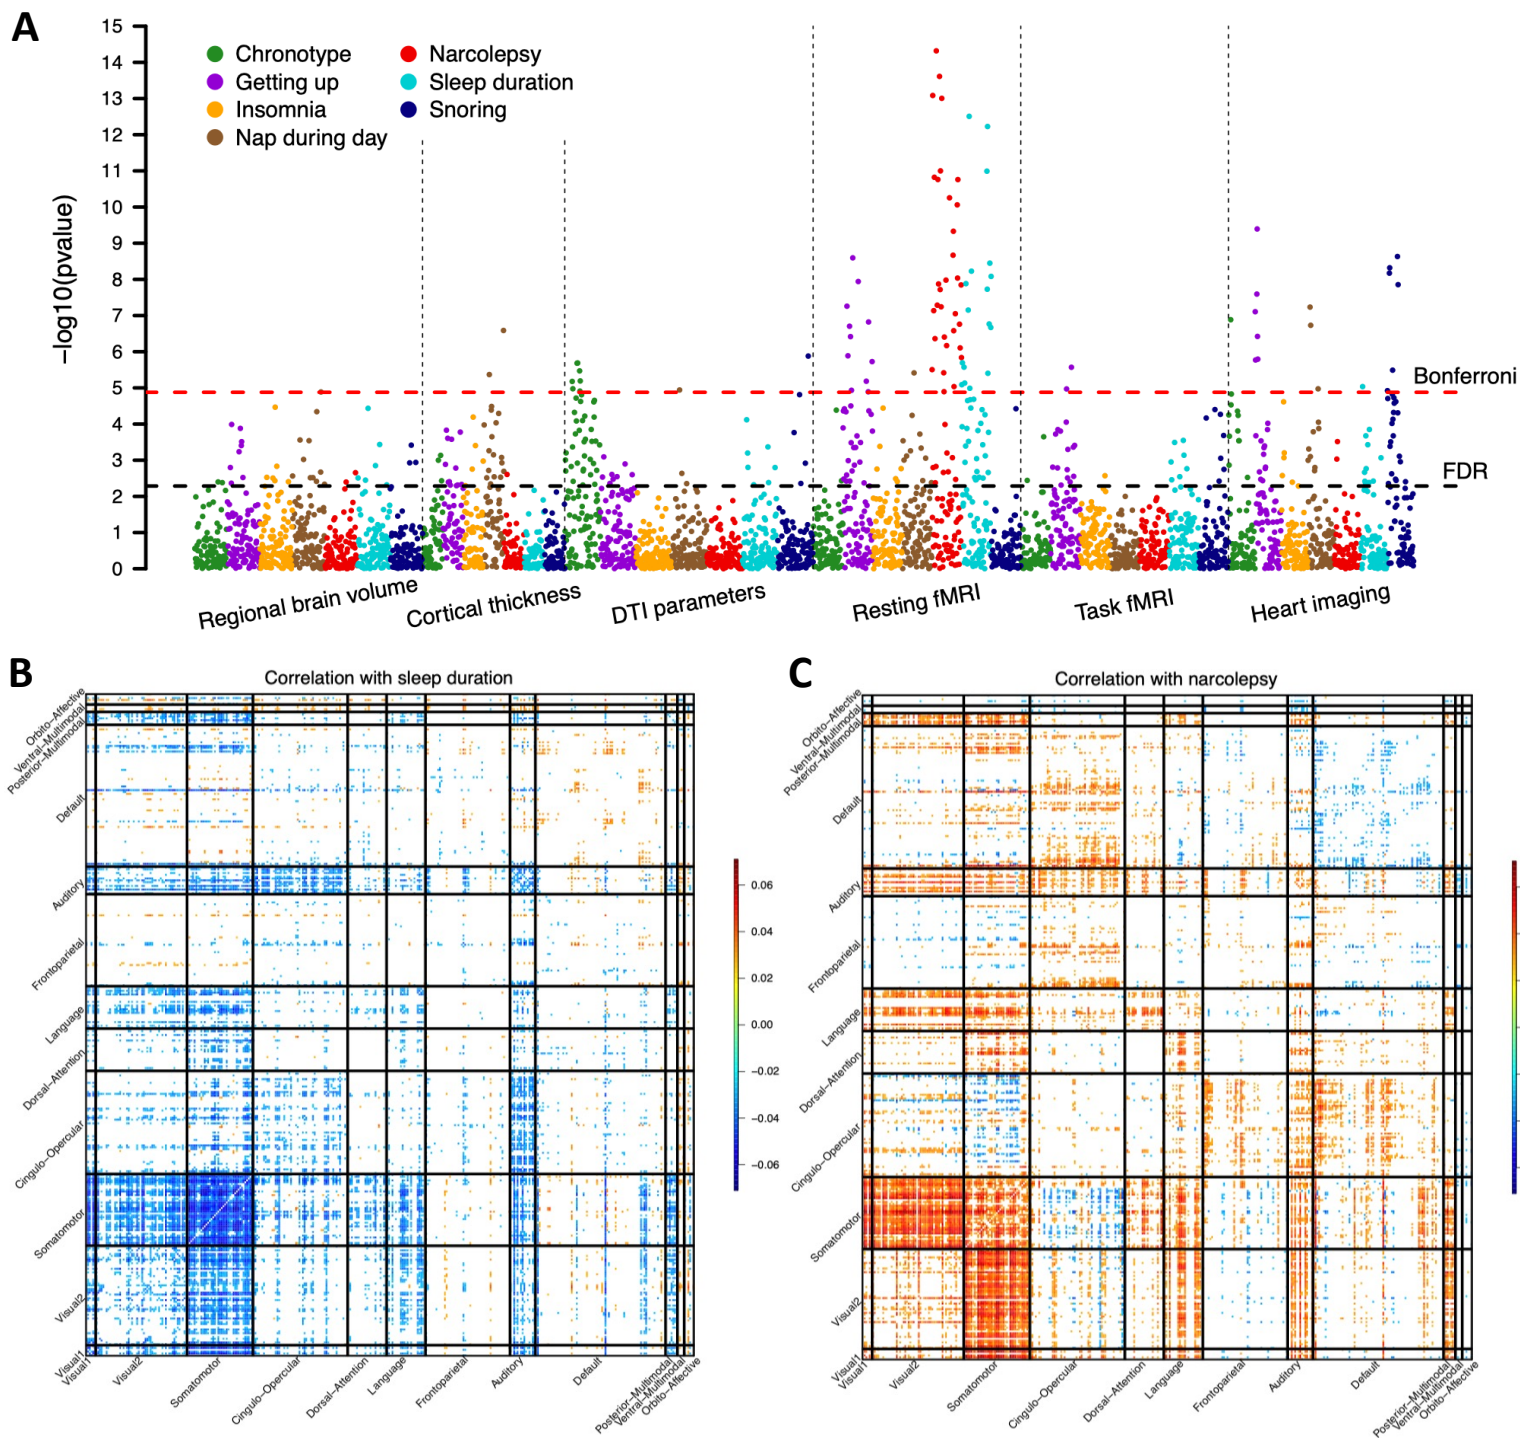 A
15
14
13
12
11
10
9
8
7
6
5
4
3
2
1
0
−log10(pvalue)
Chronotype
Getting up
Insomnia
Nap during day
Narcolepsy
Sleep duration
Snoring
Bonferroni
FDR
Regional brain volume
Cortical thickness
DTI parameters
Resting fMRI
Task fMRI
Heart imaging
B
Correlation with sleep duration
Orbito−Affective
Ventral−Multimodal
Posterior−Multimodal
Default
Auditory
Frontoparietal
Language
Dorsal−Attention
Cingulo−Opercular
Somatomotor
Visual2
Visual1
Visual1
Visual2
Somatomotor
Cingulo−Opercular
Dorsal−Attention
Language
Frontoparietal
Auditory
Default
Posterior−Multimodal
Ventral−Multimodal
Orbito−Affective
0.06
0.04
0.02
0.00
−0.02
−0.04
−0.06
C
Correlation with narcolepsy
Orbito−Affective
Ventral−Multimodal
Posterior−Multimodal
Default
Auditory
Frontoparietal
Language
Dorsal−Attention
Cingulo−Opercular
Somatomotor
Visual2
Visual1
Visual1
Visual2
Somatomotor
Cingulo−Opercular
Dorsal−Attention
Language
Frontoparietal
Auditory
Default
Posterior−Multimodal
Ventral−Multimodal
Orbito−Affective